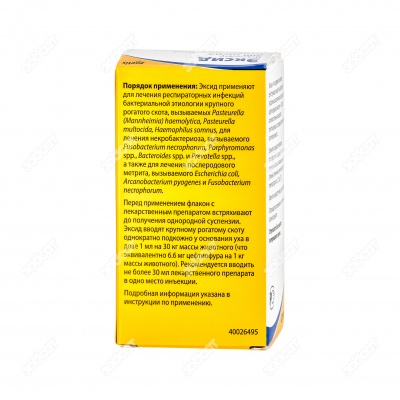 Эксид
Порядок применения: Эксид применяют
для лечения респираторных инфекций
бактериальной этиологии крупного
рогатого скота, вызываемых Pasteurella
(Mannheimia) haemolytica, Pasteurella
multocida, Haemophilus somnus, для
лечения некробактериоза, вызываемого
Fusobacterium necrophorum, Porphyromonas
spp., Bacteroides spp. и Prevotella spp.,
а также для лечения послеродового
метрита, вызываемого Escherichia coli,
Arcanobacterium pyogenes и Fusobacterium
necrophorum.
Перед применением флакон с
лекарственным препаратом встряхивают
до получения однородной суспензии.
Эксид вводят крупному рогатому скоту
однократно подкожно у основания уха в
дозе 1 мл на 30 кг массы животного (что
эквивалентно 6.6 мг цефтиофура на 1 кг
массы животного). Рекомендуется вводить
не более 30 мл лекарственного препарата
в одно место инъекции.
Подробная информация указана в
инструкции по применению.
40026495